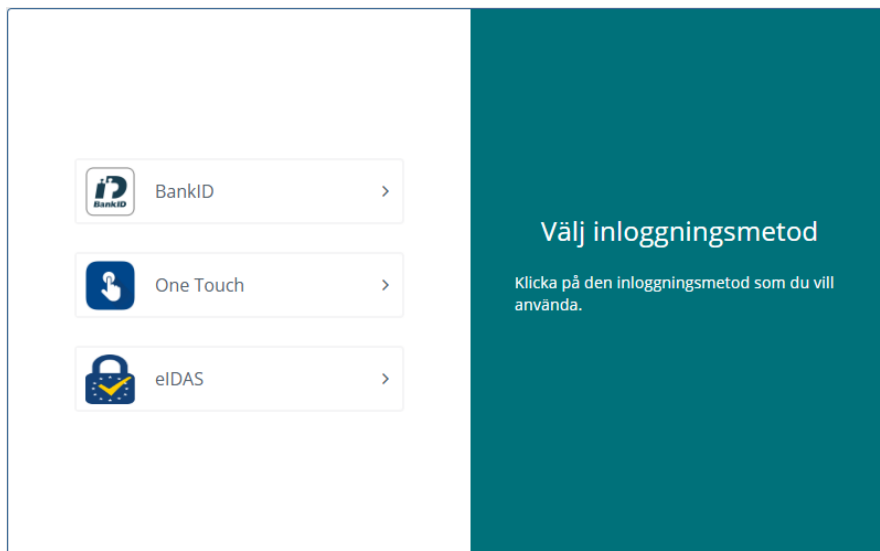 BankID
BankID
One Touch
eIDAS
Välj inloggningsmetod
Klicka på den inloggningsmetod som du vill
använda.